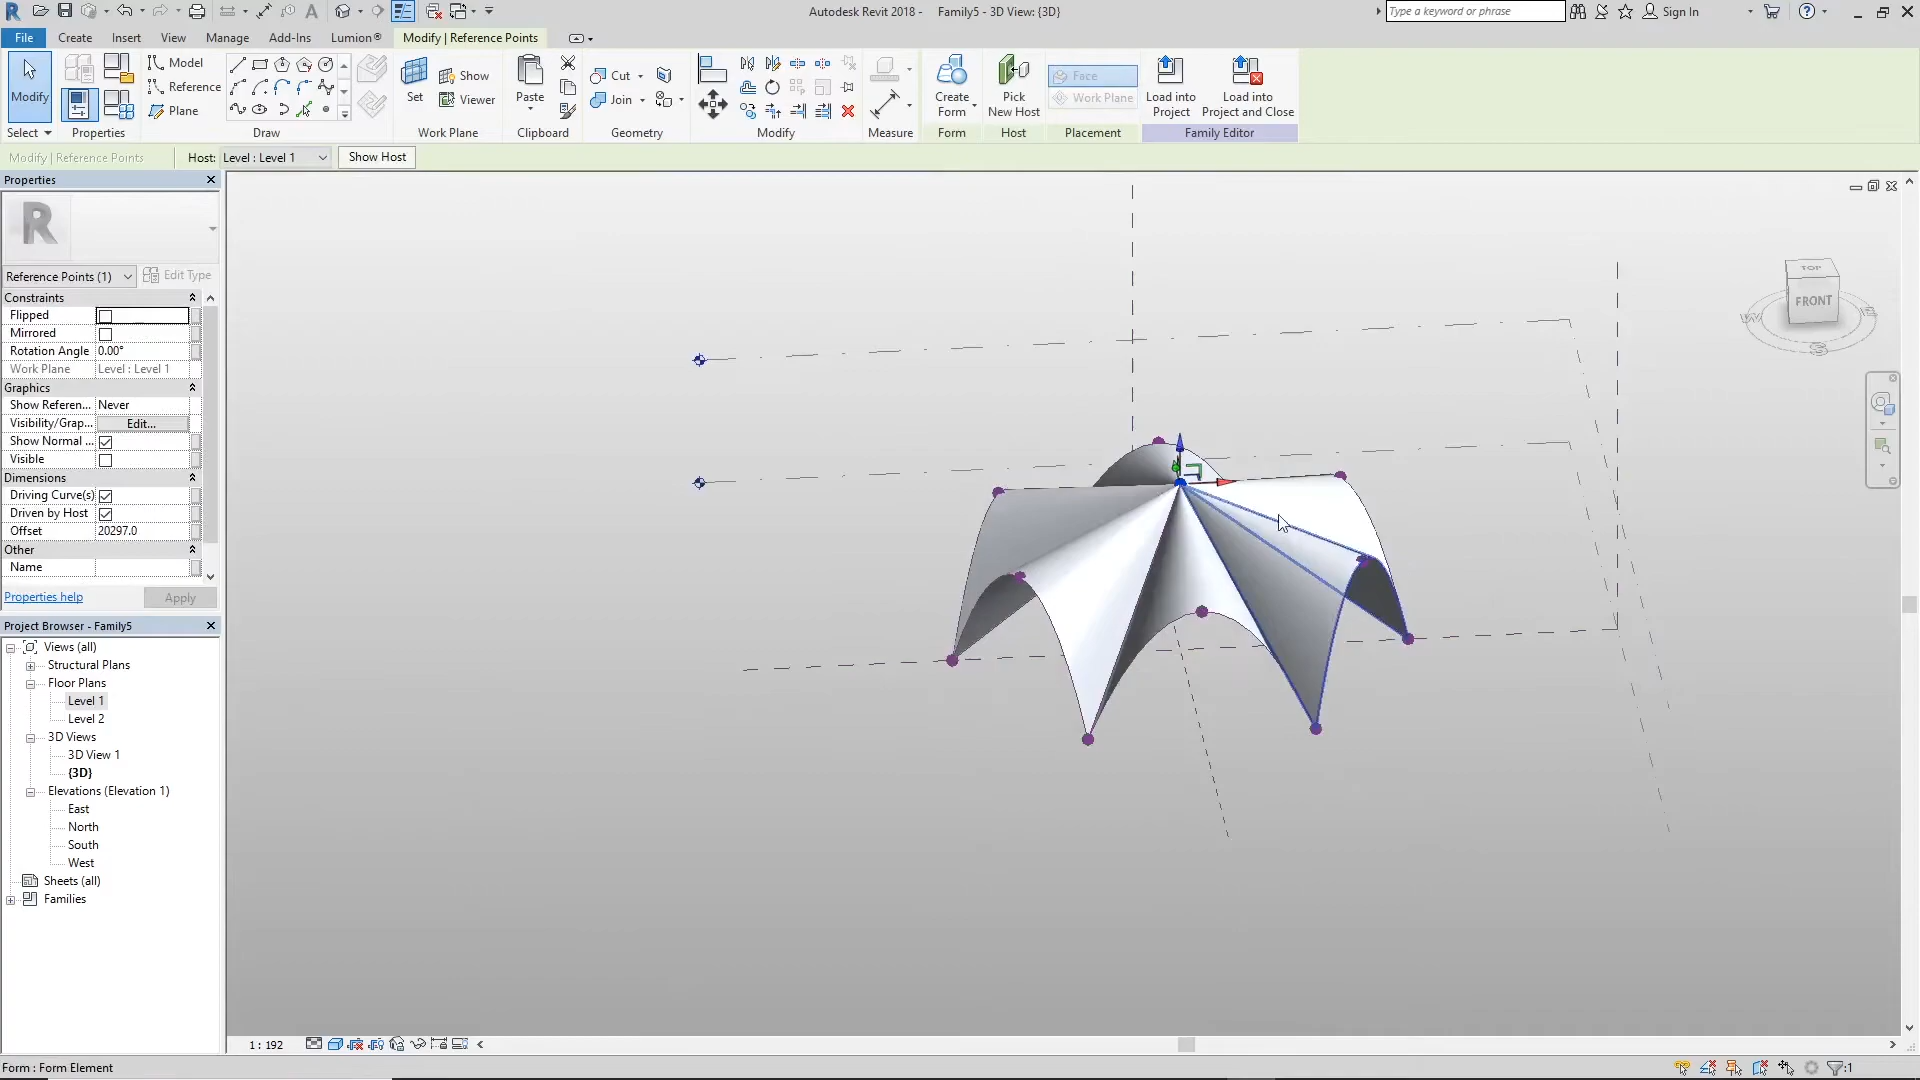 Autodesk Revit 2018 - Family5 - 3D View: {3D}
Type a keyword or phrase
Sign In
File Create Insert View Manage Add-Ins Lumion® Modify | Reference Points
Modify
Select
Properties
Model
Reference
Plane
Draw
Set
Show
Viewer
Work Plane
Paste
Clipboard
Cut
Join
Geometry
Modify
Measure
Create
Form
Form
Pick
New Host
Host
Face
Work Plane
Placement
Load into
Project
Load into
Project and Close
Family Editor
Modify | Reference Points
Host: Level : Level 1
Show Host
Properties
R
Reference Points (1)
Edit Type
Constraints
Flipped
Mirrored
Rotation Angle 0.00°
Work Plane Level : Level 1
Graphics
Show Referen... Never
Visibility/Grap... Edit...
Show Normal ...
Visible
Dimensions
Driving Curve(s)
Driven by Host
Offset 20297.0
Other
Name
Properties help
Apply
Project Browser - Family5
Views (all)
Structural Plans
Floor Plans
Level 1
Level 2
3D Views
3D View 1
{3D}
Elevations (Elevation 1)
East
North
South
West
Sheets (all)
Families
TOP
FRONT
W
E
S
1 : 192
Form : Form Element
:1